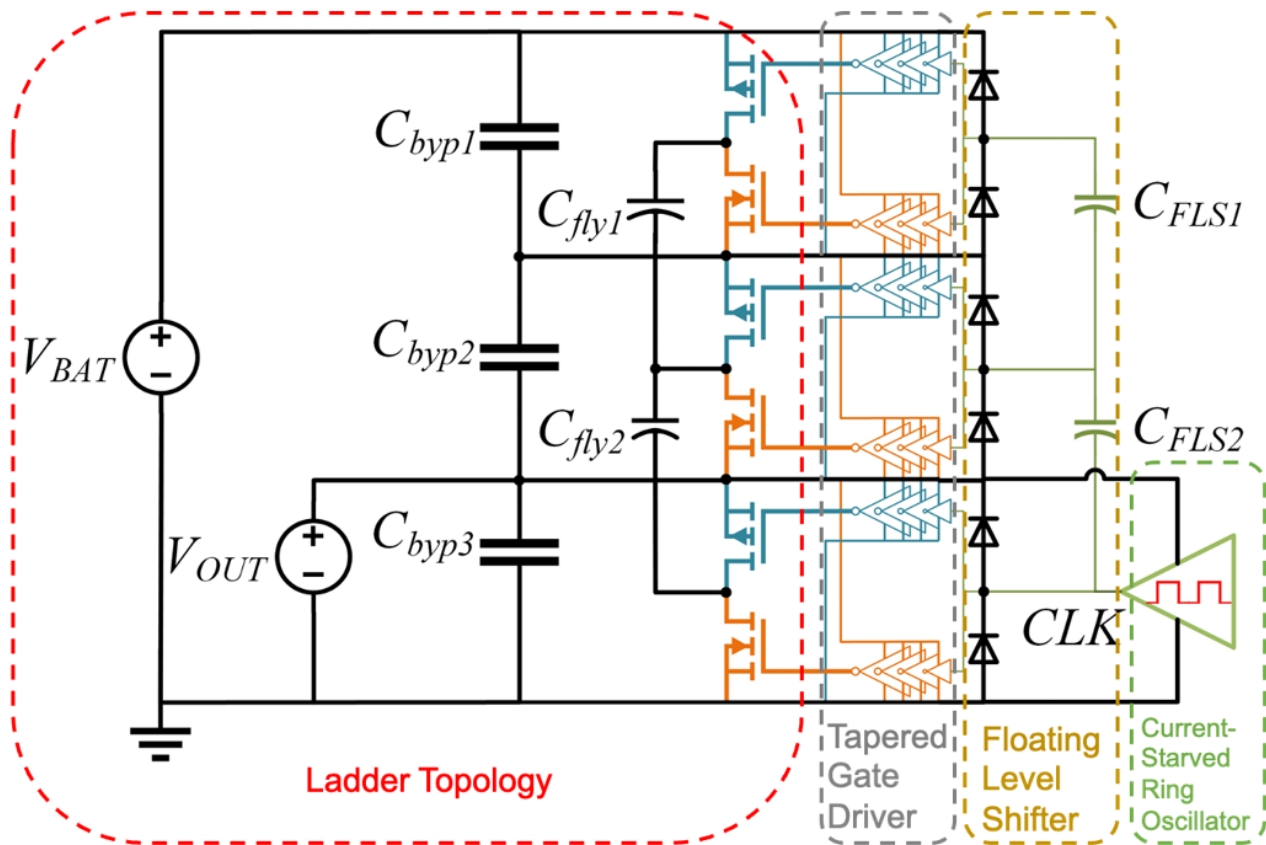 C_byp1
C_fly1
C_FLS1
V_BAT
C_byp2
C_fly2
C_FLS2
V_OUT
C_byp3
CLK
Ladder Topology
Tapered
Gate
Driver
Floating
Level
Shifter
Current-
Starved
Ring
Oscillator